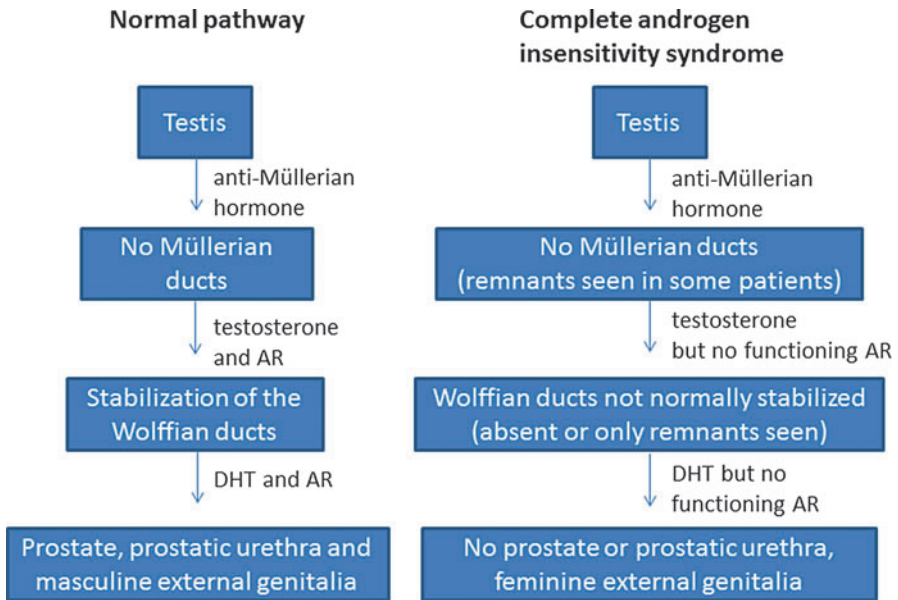 Normal pathway
Testis
anti-Müllerian
hormone
No Müllerian
ducts
testosterone
and AR
Stabilization of the
Wolffian ducts
DHT and AR
Prostate, prostatic urethra and
masculine external genitalia
Complete androgen
insensitivity syndrome
Testis
anti-Müllerian
hormone
No Müllerian ducts
(remnants seen in some patients)
testosterone
but no functioning AR
Wolffian ducts not normally stabilized
(absent or only remnants seen)
DHT but no
functioning AR
No prostate or prostatic urethra,
feminine external genitalia